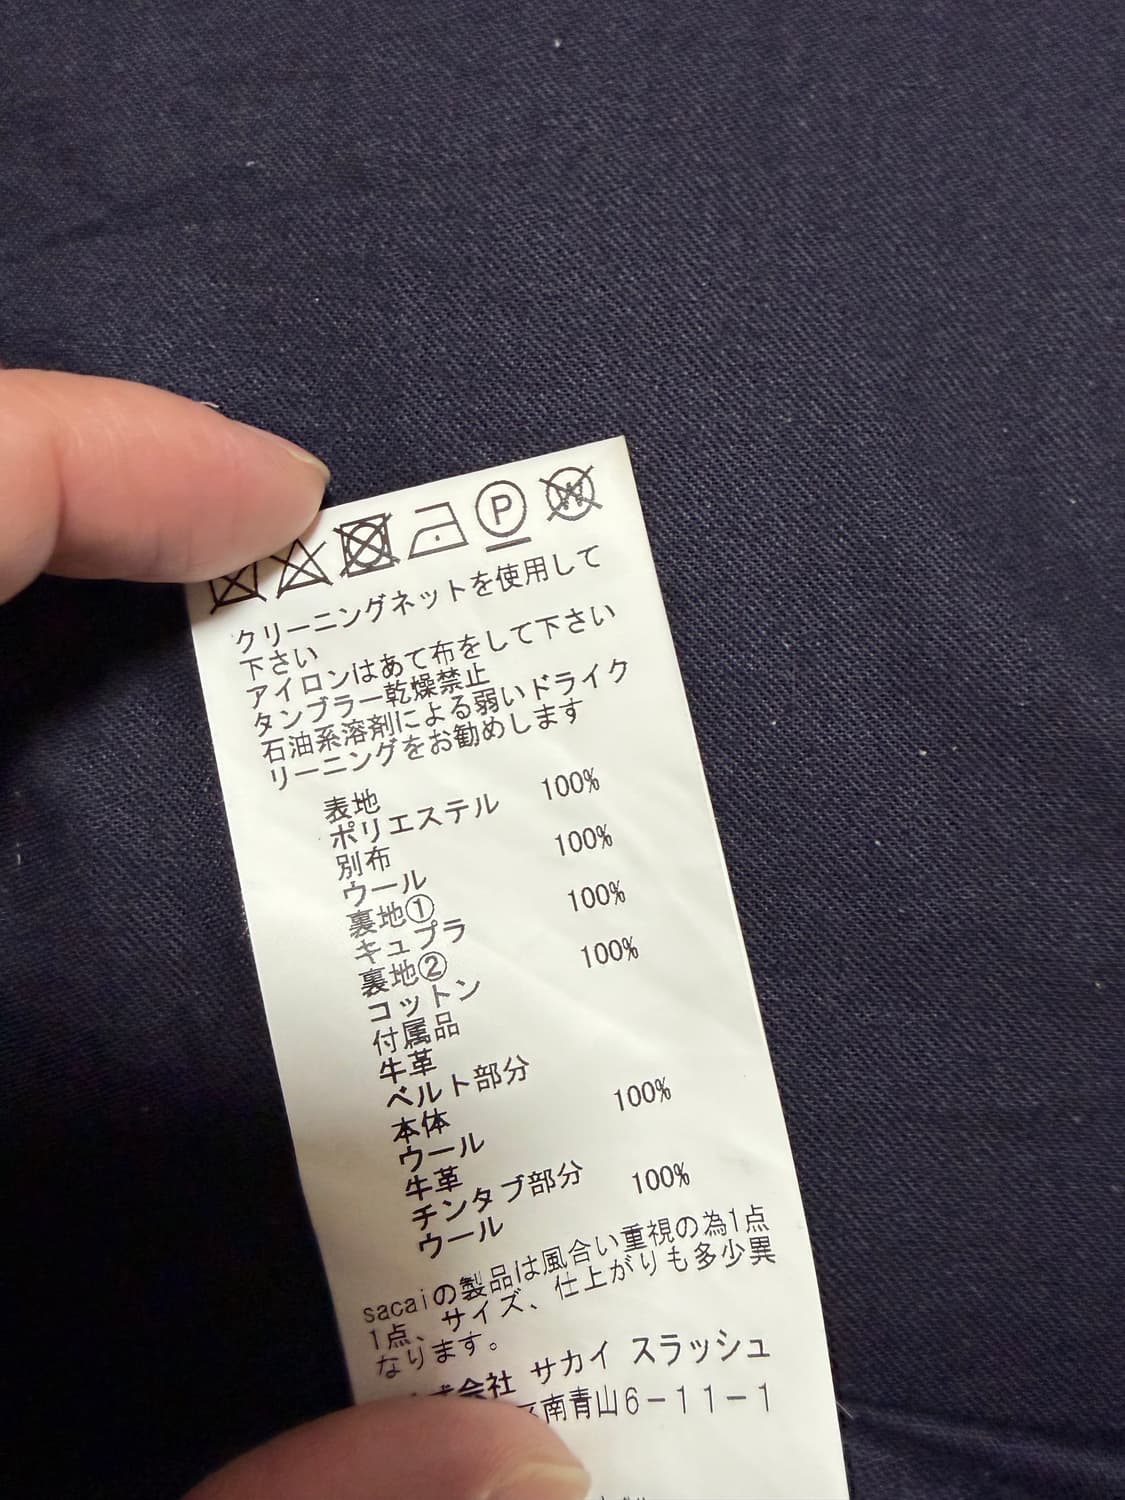 P W
クリーニングネットを使用して
下さい
アイロンはあて布をして下さい
タンブラー乾燥禁止
石油系溶剤による弱いドライク
リーニングをお勧めします
表地
ポリエステル 100%
別布
ウール 100%
裏地①
キュプラ 100%
裏地②
コットン 100%
付属品
牛革
ベルト部分
本体
ウール 100%
牛革
チンタブ部分
ウール 100%
sacaiの製品は風合い重視の為1点
1点、サイズ、仕上がりも多少異
なります。
会社 サカイ スラッシュ
南青山6-11-1